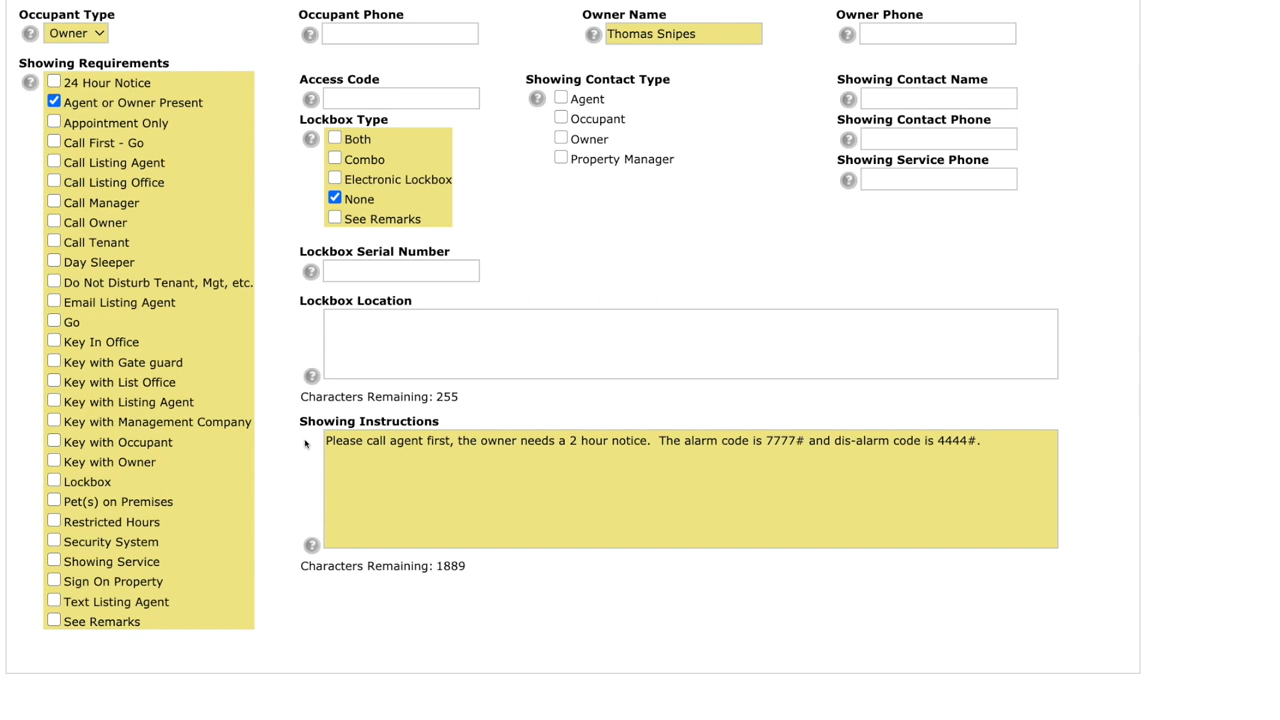 Occupant Type
Owner
Occupant Phone
Owner Name
Thomas Snipes
Owner Phone
Showing Requirements
24 Hour Notice
Agent or Owner Present
Appointment Only
Call First - Go
Call Listing Agent
Call Listing Office
Call Manager
Call Owner
Call Tenant
Day Sleeper
Do Not Disturb Tenant, Mgt, etc.
Email Listing Agent
Go
Key In Office
Key with Gate guard
Key with List Office
Key with Listing Agent
Key with Management Company
Key with Occupant
Key with Owner
Lockbox
Pet(s) on Premises
Restricted Hours
Security System
Showing Service
Sign On Property
Text Listing Agent
See Remarks
Access Code
Lockbox Type
Both
Combo
Electronic Lockbox
None
See Remarks
Showing Contact Type
Agent
Occupant
Owner
Property Manager
Showing Contact Name
Showing Contact Phone
Showing Service Phone
Lockbox Serial Number
Lockbox Location
Characters Remaining: 255
Showing Instructions
Please call agent first, the owner needs a 2 hour notice.  The alarm code is 7777# and dis-alarm code is 4444#.
Characters Remaining: 1889